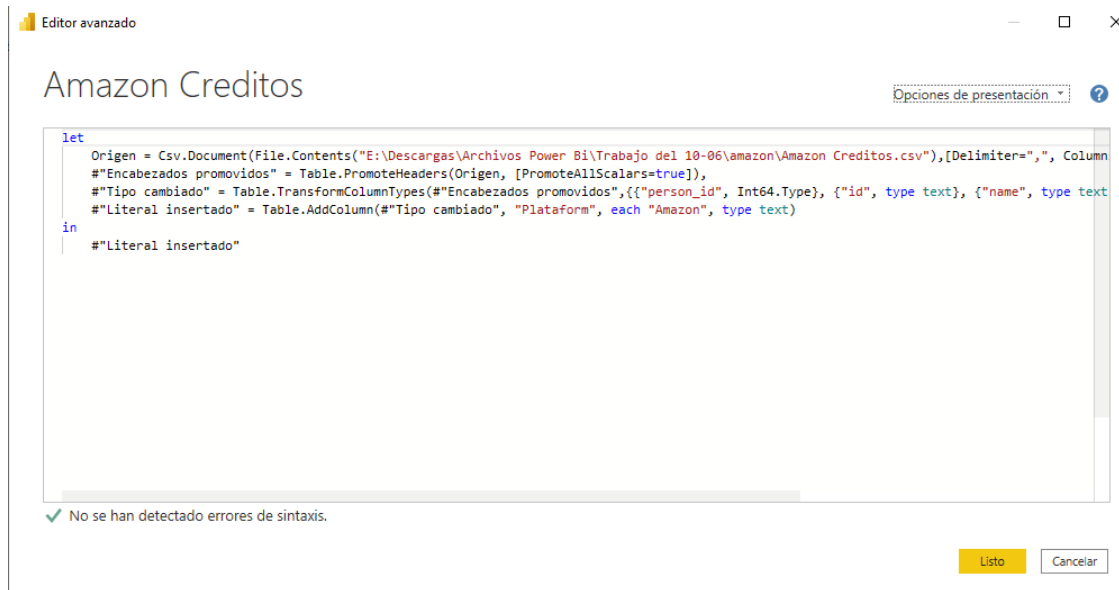 Editor avanzado
Amazon Creditos
Opciones de presentación
?
let
Origen = Csv.Document(File.Contents("E:\Descargas\Archivos Power Bi\Trabajo del 10-06\amazon\Amazon Creditos.csv"),[Delimiter=",", Column
#"Encabezados promovidos" = Table.PromoteHeaders(Origen, [PromoteAllScalars=true]),
#"Tipo cambiado" = Table.TransformColumnTypes(#"Encabezados promovidos",{{"person_id", Int64.Type}, {"id", type text}, {"name", type text
#"Literal insertado" = Table.AddColumn(#"Tipo cambiado", "Plataform", each "Amazon", type text)
in
#"Literal insertado"
No se han detectado errores de sintaxis.
Listo
Cancelar